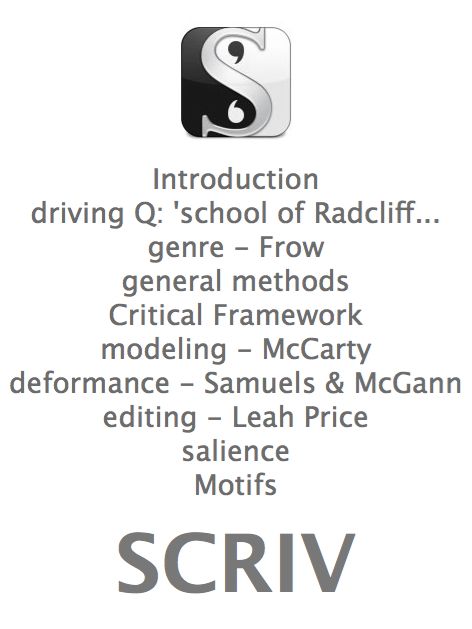 Introduction
driving Q: 'school of Radcliff...
genre – Frow
general methods
Critical Framework
modeling – McCarty
deformance – Samuels & McGann
editing – Leah Price
salience
Motifs
SCRIV